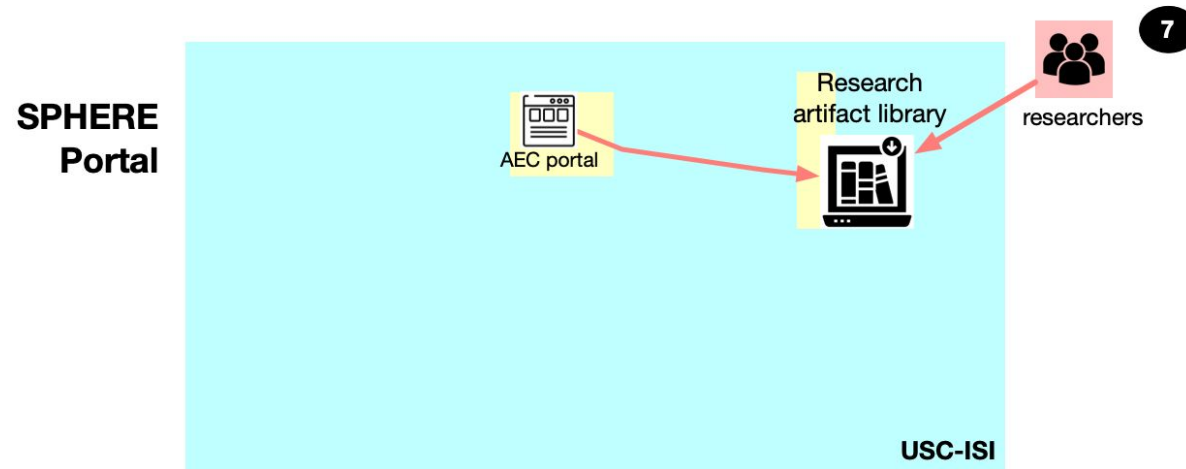 7
SPHERE
Portal
Research
artifact library
researchers
AEC portal
USC-ISI